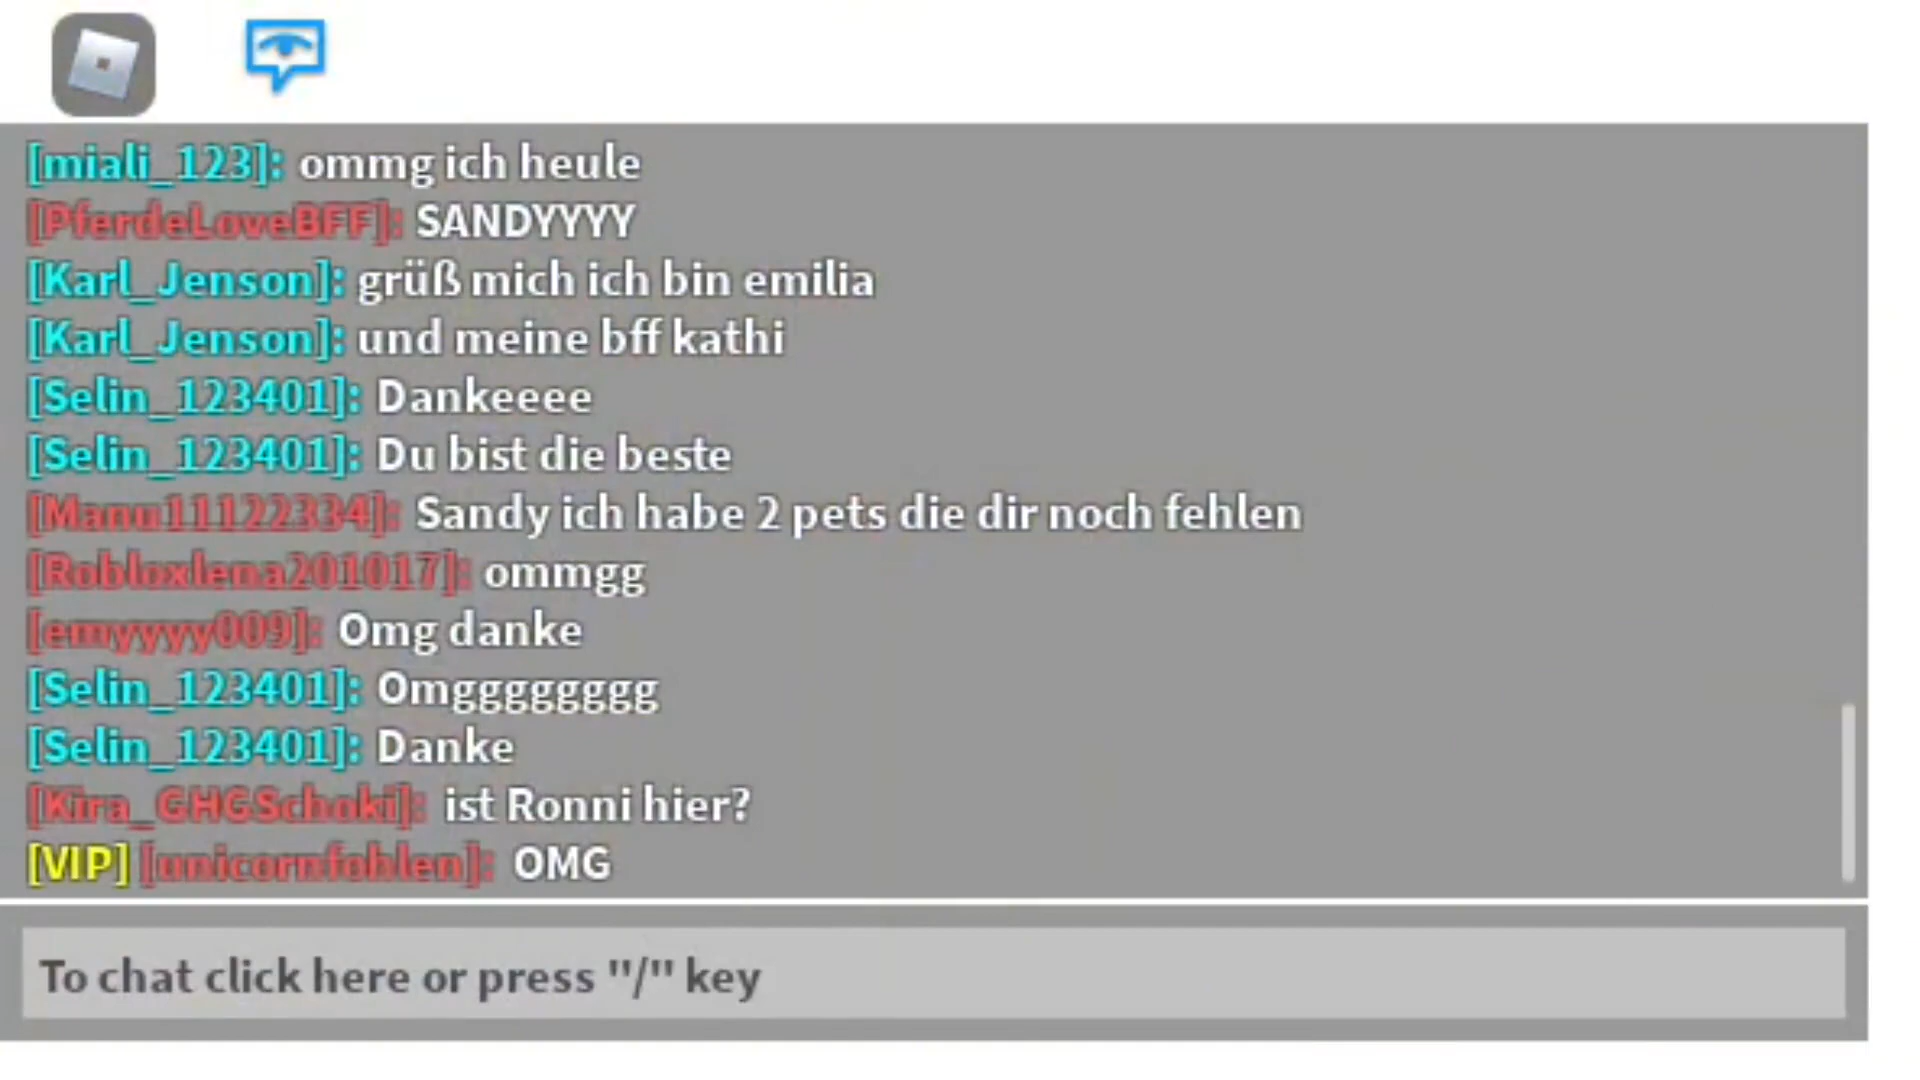 [miali_123]: ommg ich heule
[PferdeLoveBFF]: SANDYYYY
[Karl_Jenson]: grüß mich ich bin emilia
[Karl_Jenson]: und meine bff kathi
[Selin_123401]: Dankeeee
[Selin_123401]: Du bist die beste
[Manu11122334]: Sandy ich habe 2 pets die dir noch fehlen
[Robloxlena201017]: ommgg
[emyyyy009]: Omg danke
[Selin_123401]: Omgggggggg
[Selin_123401]: Danke
[Kira_GHGSchoki]: ist Ronni hier?
[VIP] [unicornfohlen]: OMG
To chat click here or press "/" key